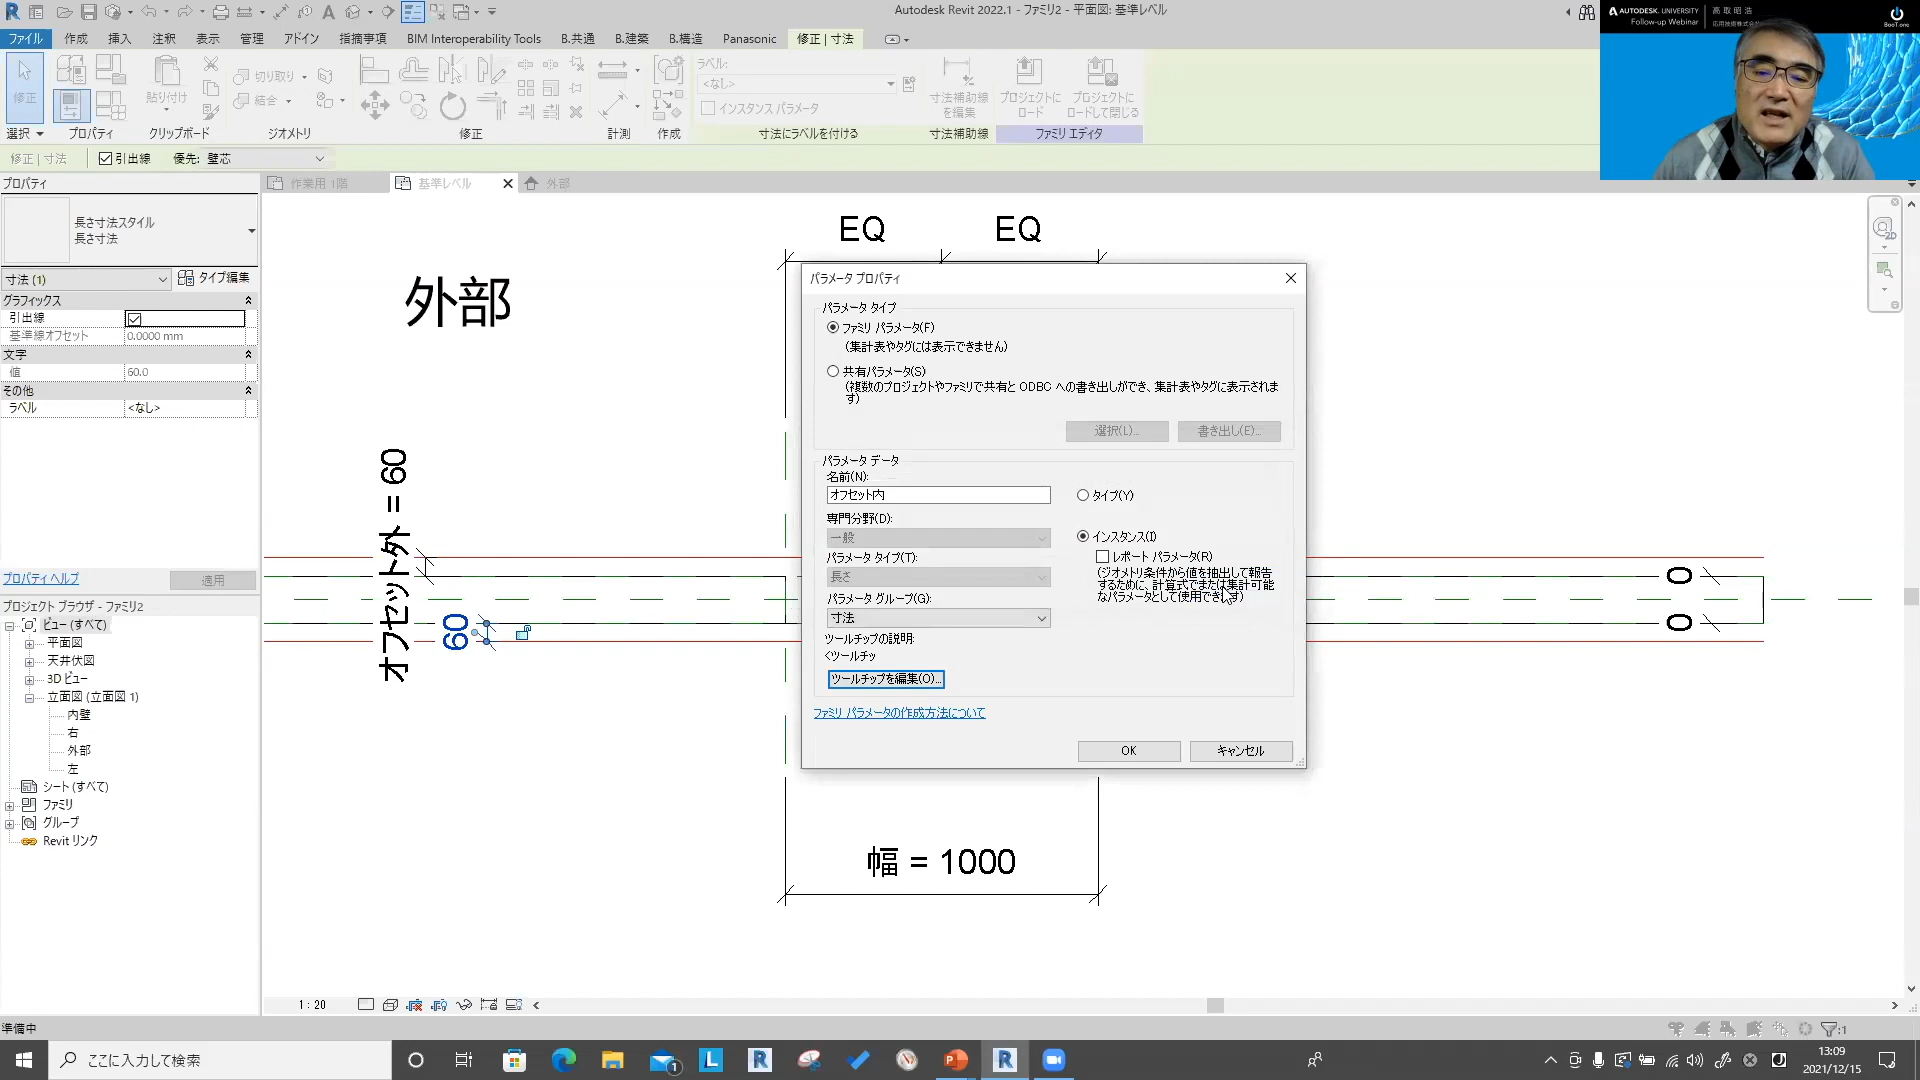 Autodesk Revit 2022.1 - ファミリ2 - 平面図: 基準レベル
AUTODESK. UNIVERSITY
Follow-up Webinar
高取昭浩
ファイル 作成 挿入 注釈 表示 管理 アドイン 指摘事項 BIM Interoperability Tools B.共通 B.建築 B.構造 Panasonic 修正 | 寸法
修正
貼り付け
切り取り
結合
ラベル:
<なし>
インスタンス パラメータ
寸法補助線を編集
プロジェクトにロード
プロジェクトにロードして閉じる
選択 プロパティ クリップボード ジオメトリ 修正 計測 作成 寸法にラベルを付ける 寸法補助線 ファミリ エディタ
修正 | 寸法 引出線 優先: 壁芯
プロパティ
作業用 1階 基準レベル 外部
長さ寸法スタイル
長さ寸法
寸法 (1) タイプ編集
グラフィックス
引出線
基準線オフセット 0.0000 mm
文字
値 60.0
その他
ラベル <なし>
プロパティ ヘルプ 適用
プロジェクト ブラウザ - ファミリ2
ビュー (すべて)
平面図
天井伏図
3D ビュー
立面図 (立面図 1)
内壁
右
外部
左
シート (すべて)
ファミリ
グループ
Revit リンク
EQ EQ
外部
オフセット外 = 60
60
0
0
幅 = 1000
パラメータ プロパティ
パラメータ タイプ
ファミリ パラメータ(F)
(集計表やタグには表示できません)
共有パラメータ(S)
(複数のプロジェクトやファミリで共有と ODBC への書き出しができ、集計表やタグに表示されます)
選択(L)... 書き出し(E)...
パラメータ データ
名前(N):
オフセット内
タイプ(Y)
専門分野(D):
一般
インスタンス(I)
パラメータ タイプ(T):
レポート パラメータ(R)
長さ
(ジオメトリ条件から値を抽出して報告
するために、計算式でまたは集計可能
なパラメータとして使用できます)
パラメータ グループ(G):
寸法
ツールチップの説明:
<ツールチッ
ツールチップを編集(O)...
ファミリ パラメータの作成方法について
OK キャンセル
1 : 20
準備中
:1
ここに入力して検索
13:09
2021/12/15